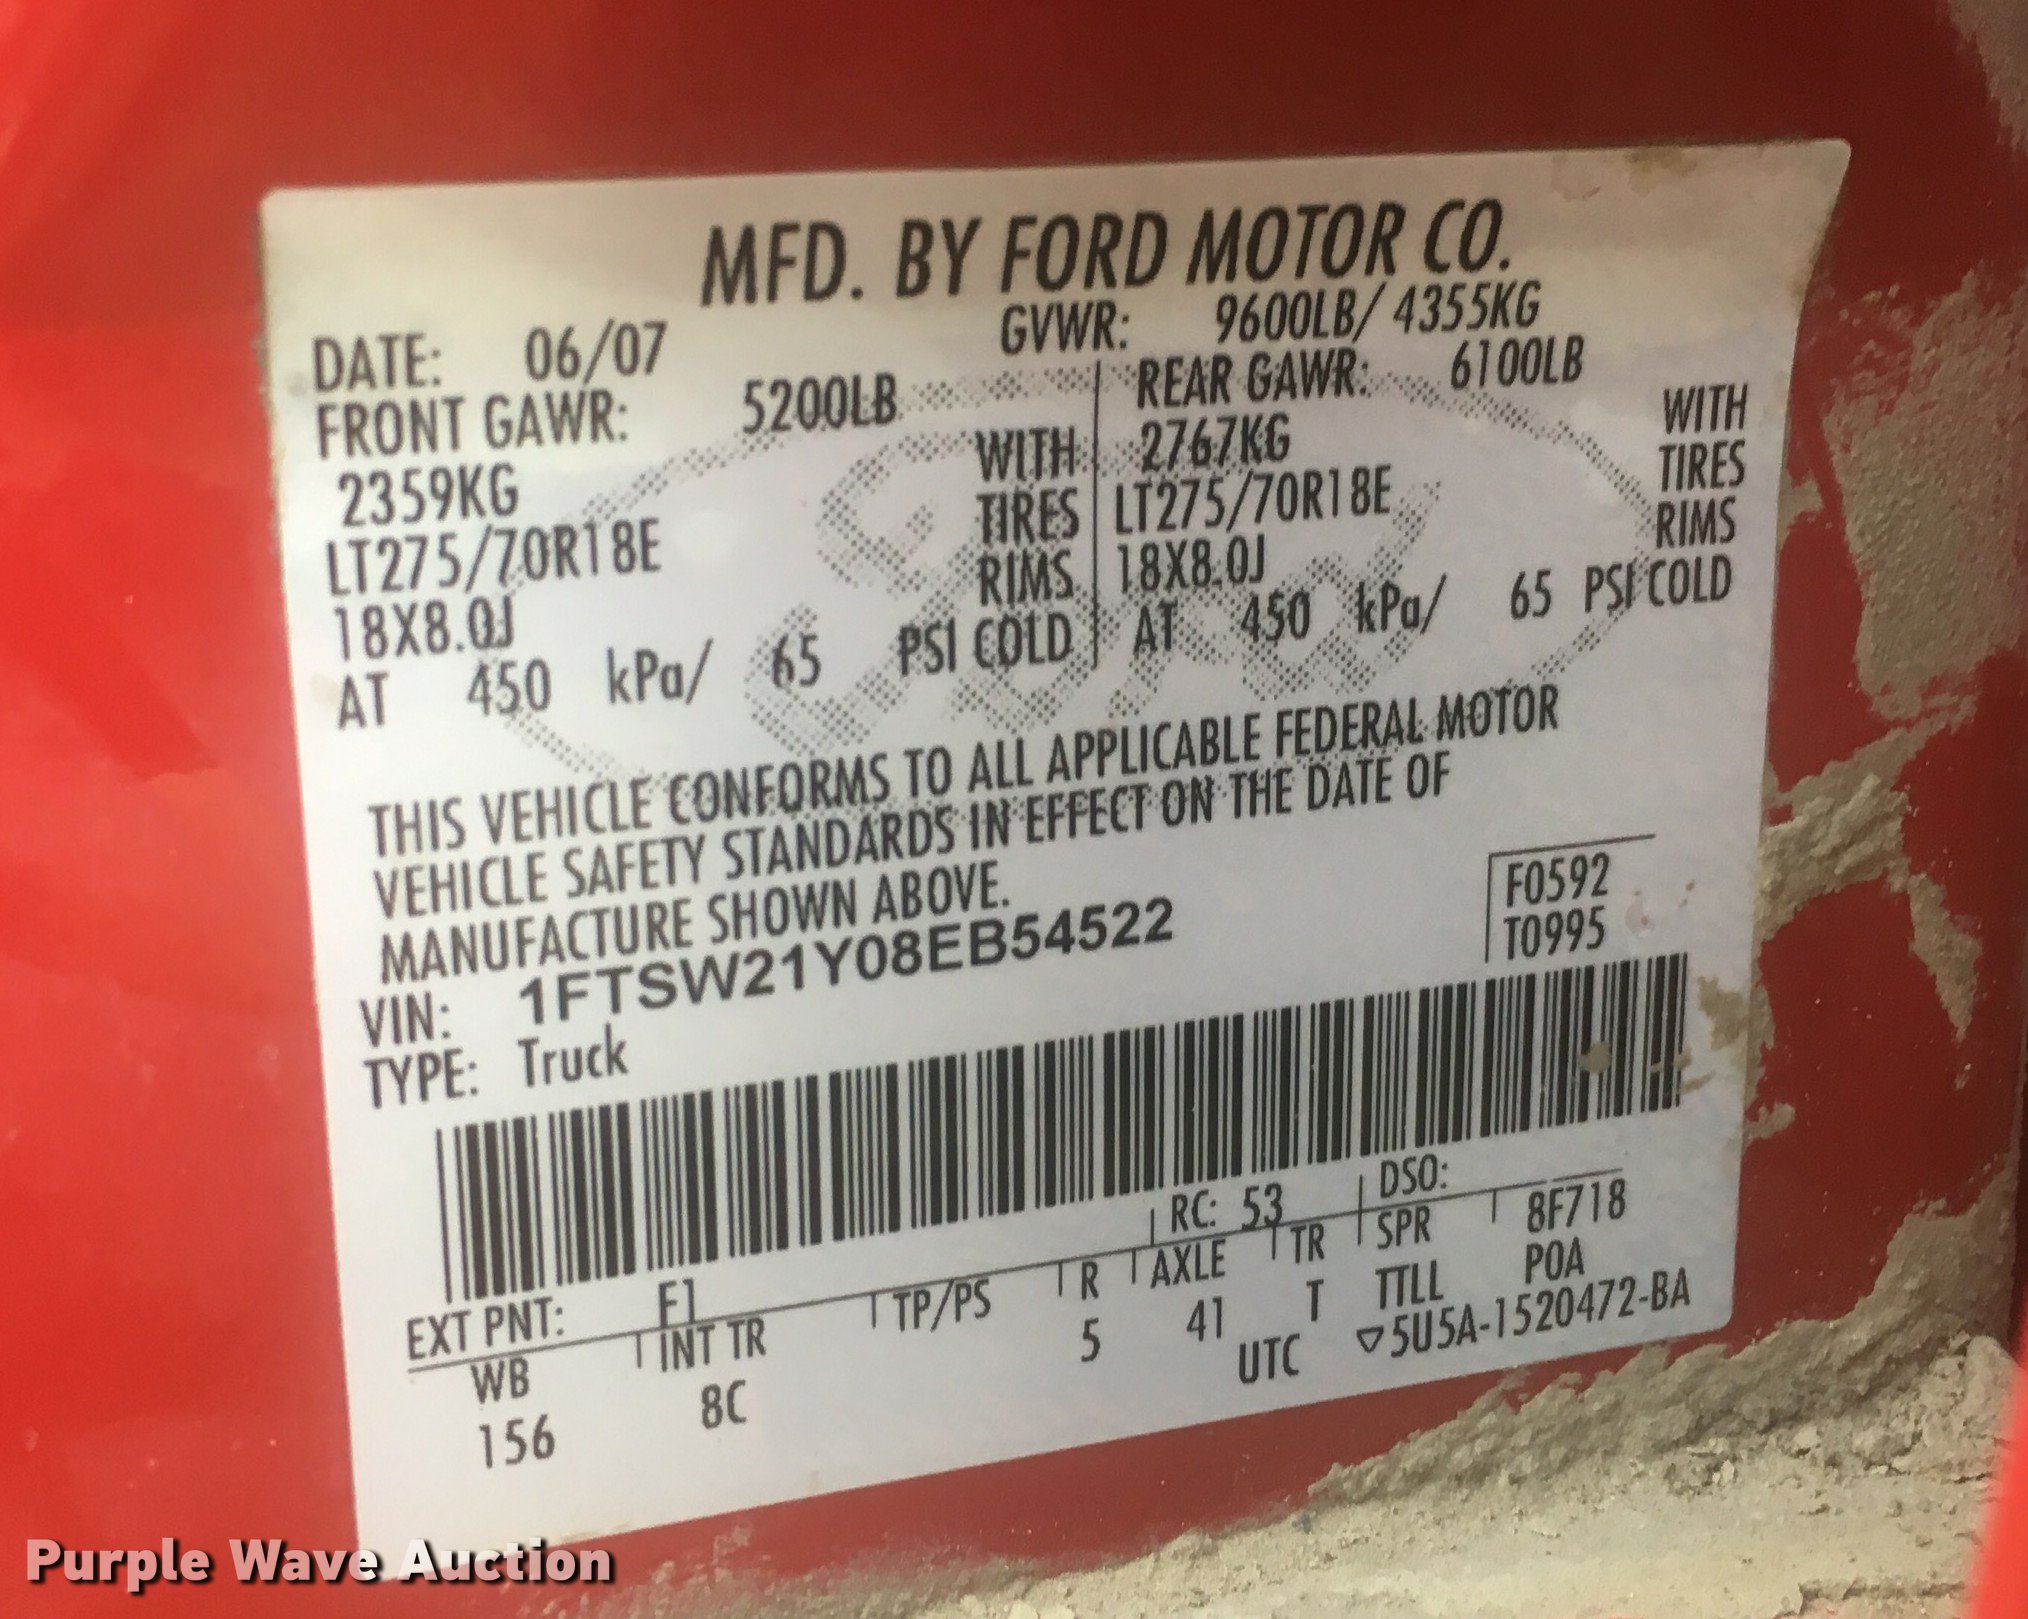 MFD. BY FORD MOTOR CO.
DATE: 06/07 GVWR: 9600LB/ 4355KG
FRONT GAWR: 5200LB REAR GAWR: 6100LB
2359KG WITH 2767KG WITH
LT275/70R18E TIRES LT275/70R18E TIRES
18X8.0J RIMS 18X8.0J RIMS
AT 450 kPa/ 65 PSI COLD AT 450 kPa/ 65 PSI COLD
THIS VEHICLE CONFORMS TO ALL APPLICABLE FEDERAL MOTOR
VEHICLE SAFETY STANDARDS IN EFFECT ON THE DATE OF
MANUFACTURE SHOWN ABOVE.
VIN: 1FTSW21Y08EB54522 F0592
TYPE: Truck T0995
EXT PNT: F1 RC: 53 DSO:
WB INT TR TP/PS R AXLE TR SPR 8F718
156 8C 5 41 T TTLL POA
UTC ▽5U5A-1520472-BA
Purple Wave Auction